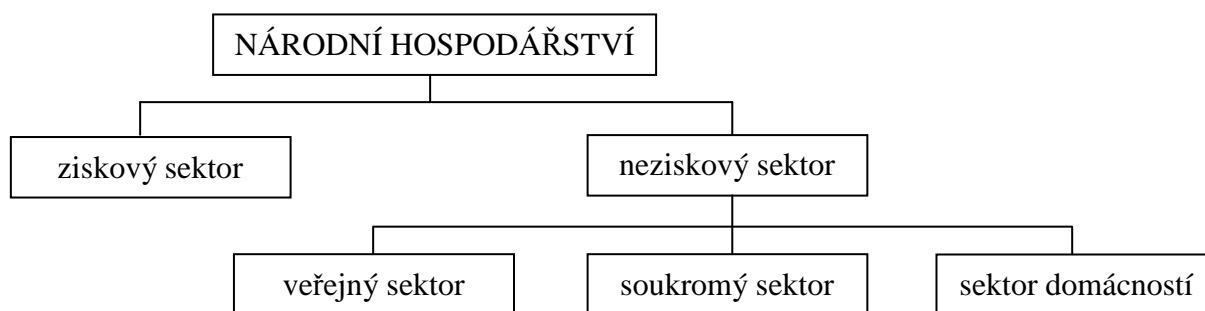 NÁRODNÍ HOSPODÁŘSTVÍ
ziskový sektor
neziskový sektor
veřejný sektor
soukromý sektor
sektor domácností